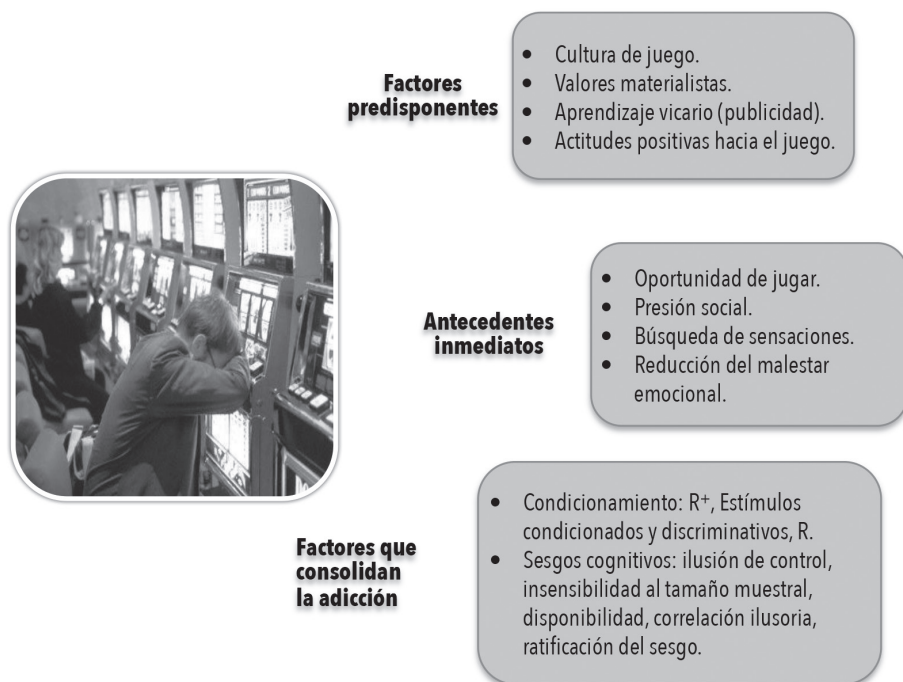 Factores
predisponentes
• Cultura de juego.
• Valores materialistas.
• Aprendizaje vicario (publicidad).
• Actitudes positivas hacia el juego.
Antecedentes
inmediatos
• Oportunidad de jugar.
• Presión social.
• Búsqueda de sensaciones.
• Reducción del malestar
emocional.
Factores que
consolidan
la adicción
• Condicionamiento: R+, Estímulos
condicionados y discriminativos, R.
• Sesgos cognitivos: ilusión de control,
insensibilidad al tamaño muestral,
disponibilidad, correlación ilusoria,
ratificación del sesgo.